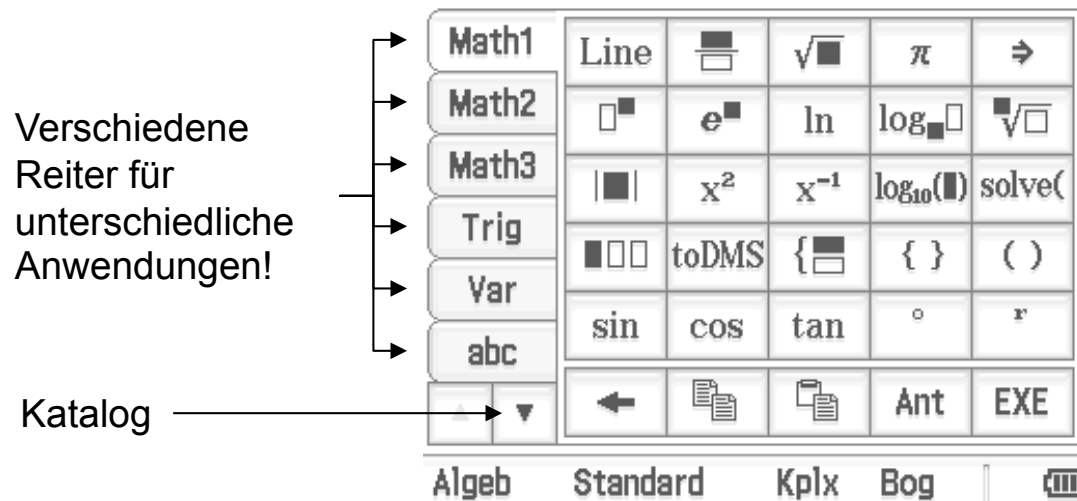 Verschiedene
Reiter für
unterschiedliche
Anwendungen!
Katalog
Math1
Math2
Math3
Trig
Var
abc
Line √■ π ⇒
□■ e■ ln log■□ ■√□
|■| x² x⁻¹ log₁₀(■) solve(
■□□ toDMS { { } ( )
sin cos tan ° r
Ant EXE
Algeb Standard Kplx Bog